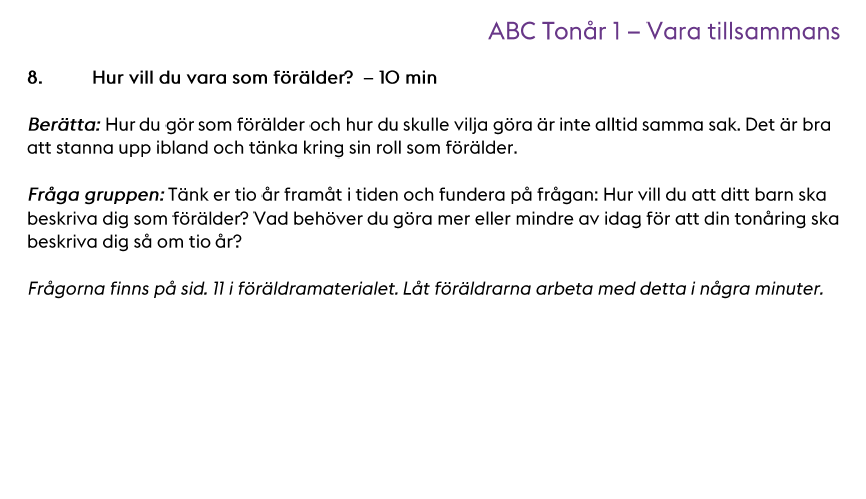 ABC Tonår 1 – Vara tillsammans
8. Hur vill du vara som förälder? – 10 min
Berätta: Hur du gör som förälder och hur du skulle vilja göra är inte alltid samma sak. Det är bra
att stanna upp ibland och tänka kring sin roll som förälder.
Fråga gruppen: Tänk er tio år framåt i tiden och fundera på frågan: Hur vill du att ditt barn ska
beskriva dig som förälder? Vad behöver du göra mer eller mindre av idag för att din tonåring ska
beskriva dig så om tio år?
Frågorna finns på sid. 11 i föräldramaterialet. Låt föräldrarna arbeta med detta i några minuter.